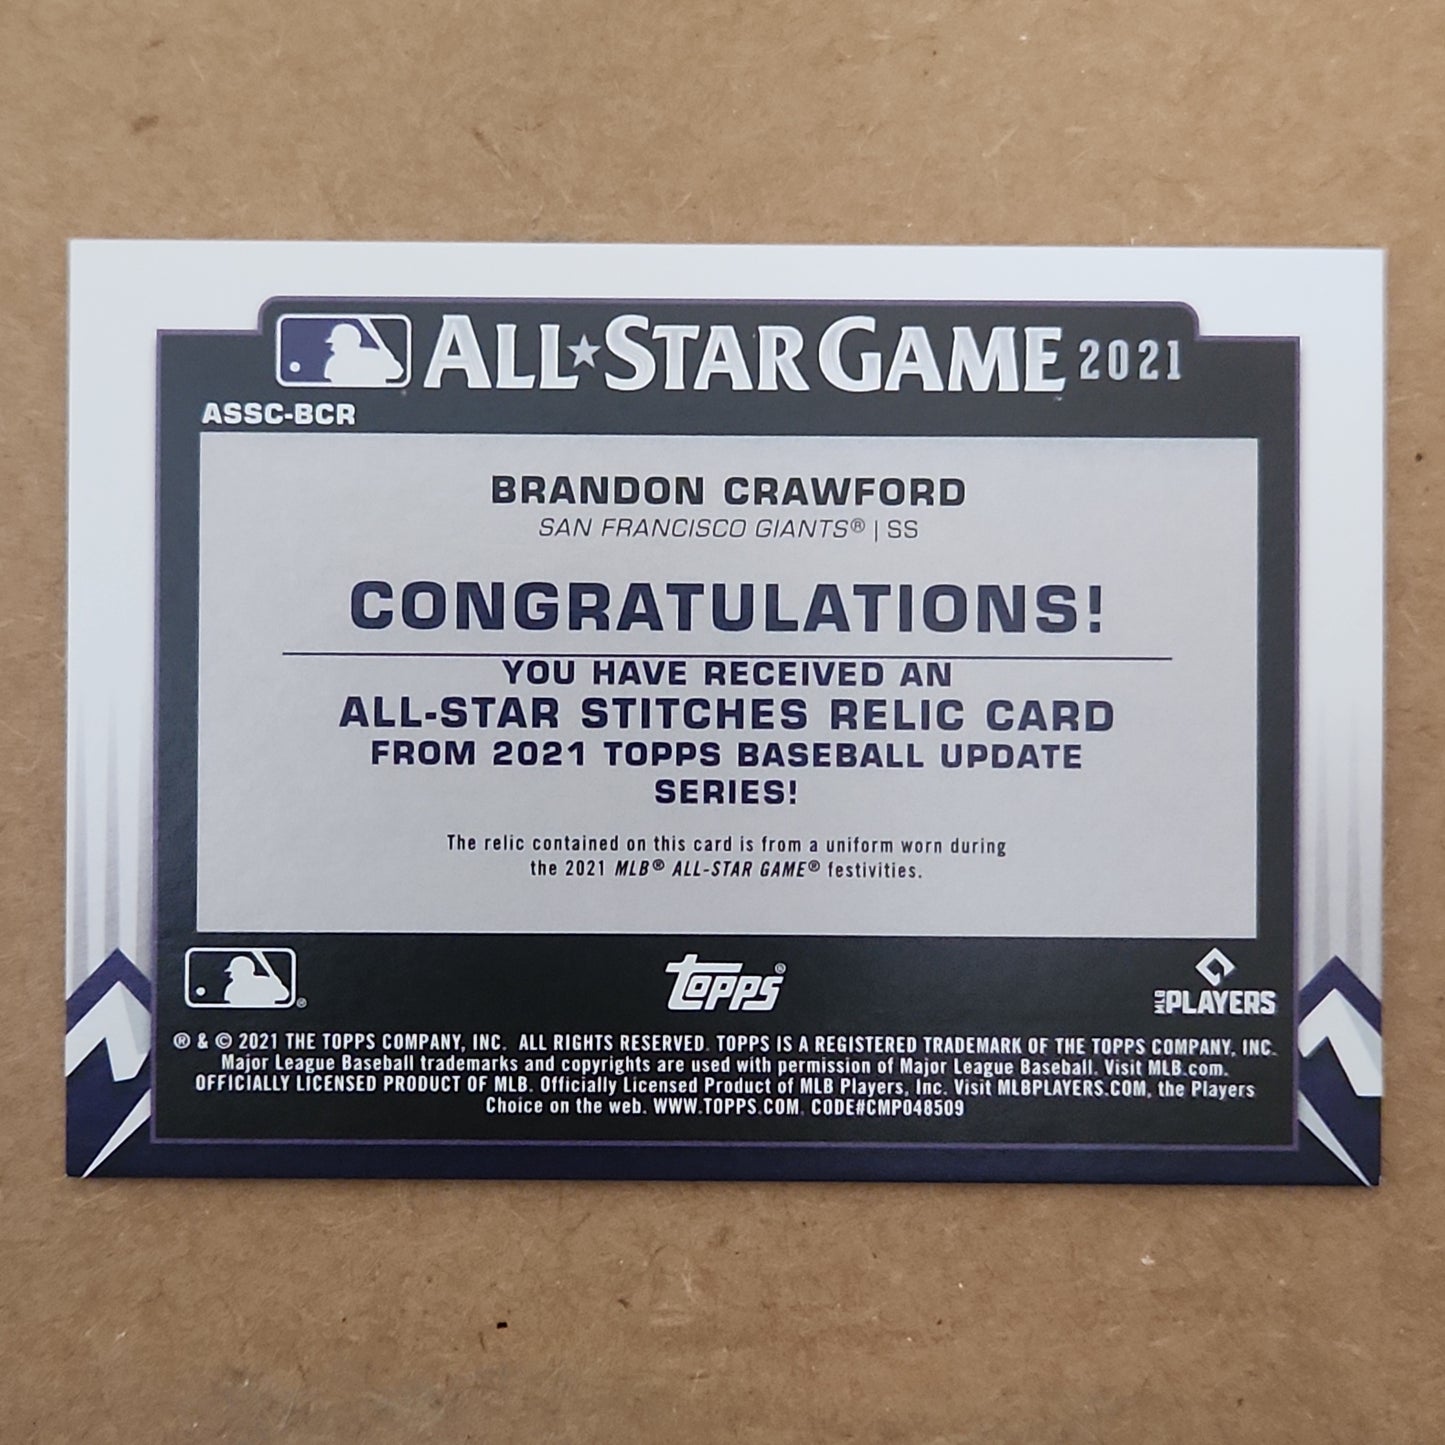 ALL★STAR GAME 2021
ASSC-BCR
BRANDON CRAWFORD
SAN FRANCISCO GIANTS® | SS
CONGRATULATIONS!
YOU HAVE RECEIVED AN
ALL-STAR STITCHES RELIC CARD
FROM 2021 TOPPS BASEBALL UPDATE
SERIES!
The relic contained on this card is from a uniform worn during
the 2021 MLB® ALL-STAR GAME® festivities.
®
topps®
MLB PLAYERS
® & © 2021 THE TOPPS COMPANY, INC. ALL RIGHTS RESERVED. TOPPS IS A REGISTERED TRADEMARK OF THE TOPPS COMPANY, INC.
Major League Baseball trademarks and copyrights are used with permission of Major League Baseball. Visit MLB.com.
OFFICIALLY LICENSED PRODUCT OF MLB. Officially Licensed Product of MLB Players, Inc. Visit MLBPLAYERS.COM, the Players
Choice on the web. WWW.TOPPS.COM. CODE#CMP048509